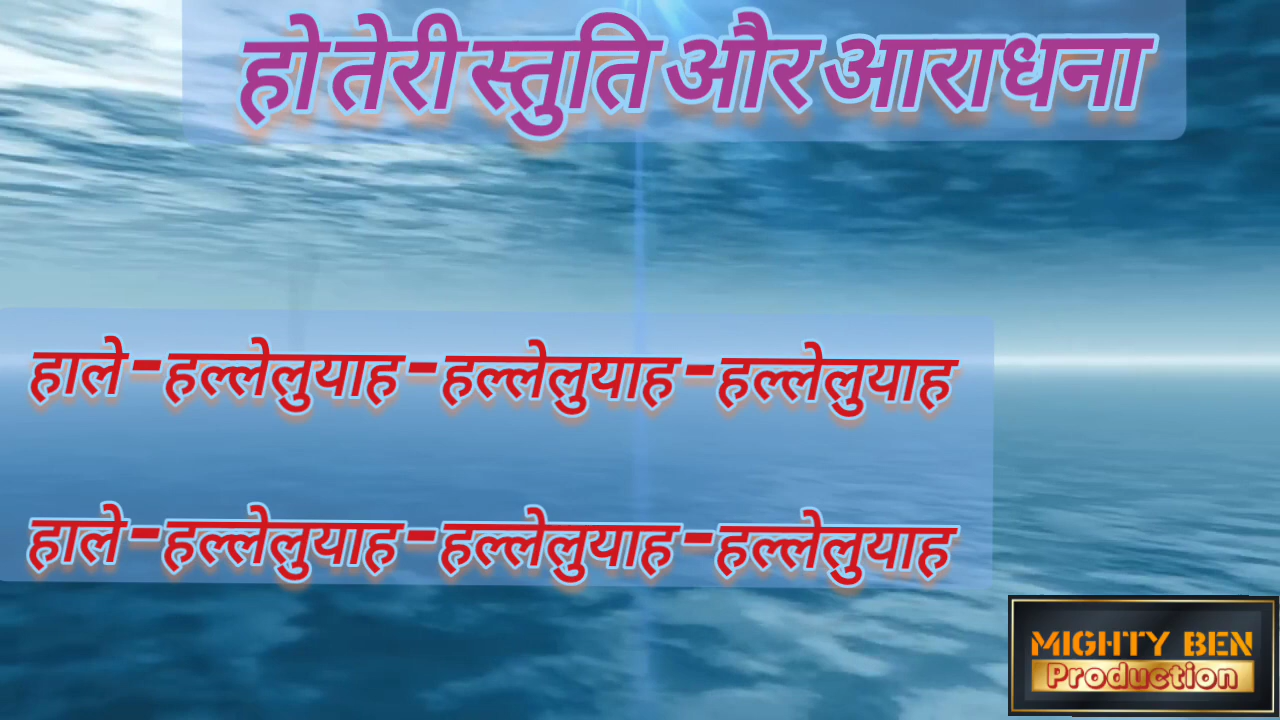 हो तेरी स्तुति और आराधना
हाले - हल्लेलुयाह - हल्लेलुयाह - हल्लेलुयाह
हाले - हल्लेलुयाह - हल्लेलुयाह - हल्लेलुयाह
MIGHTY BEN
Production